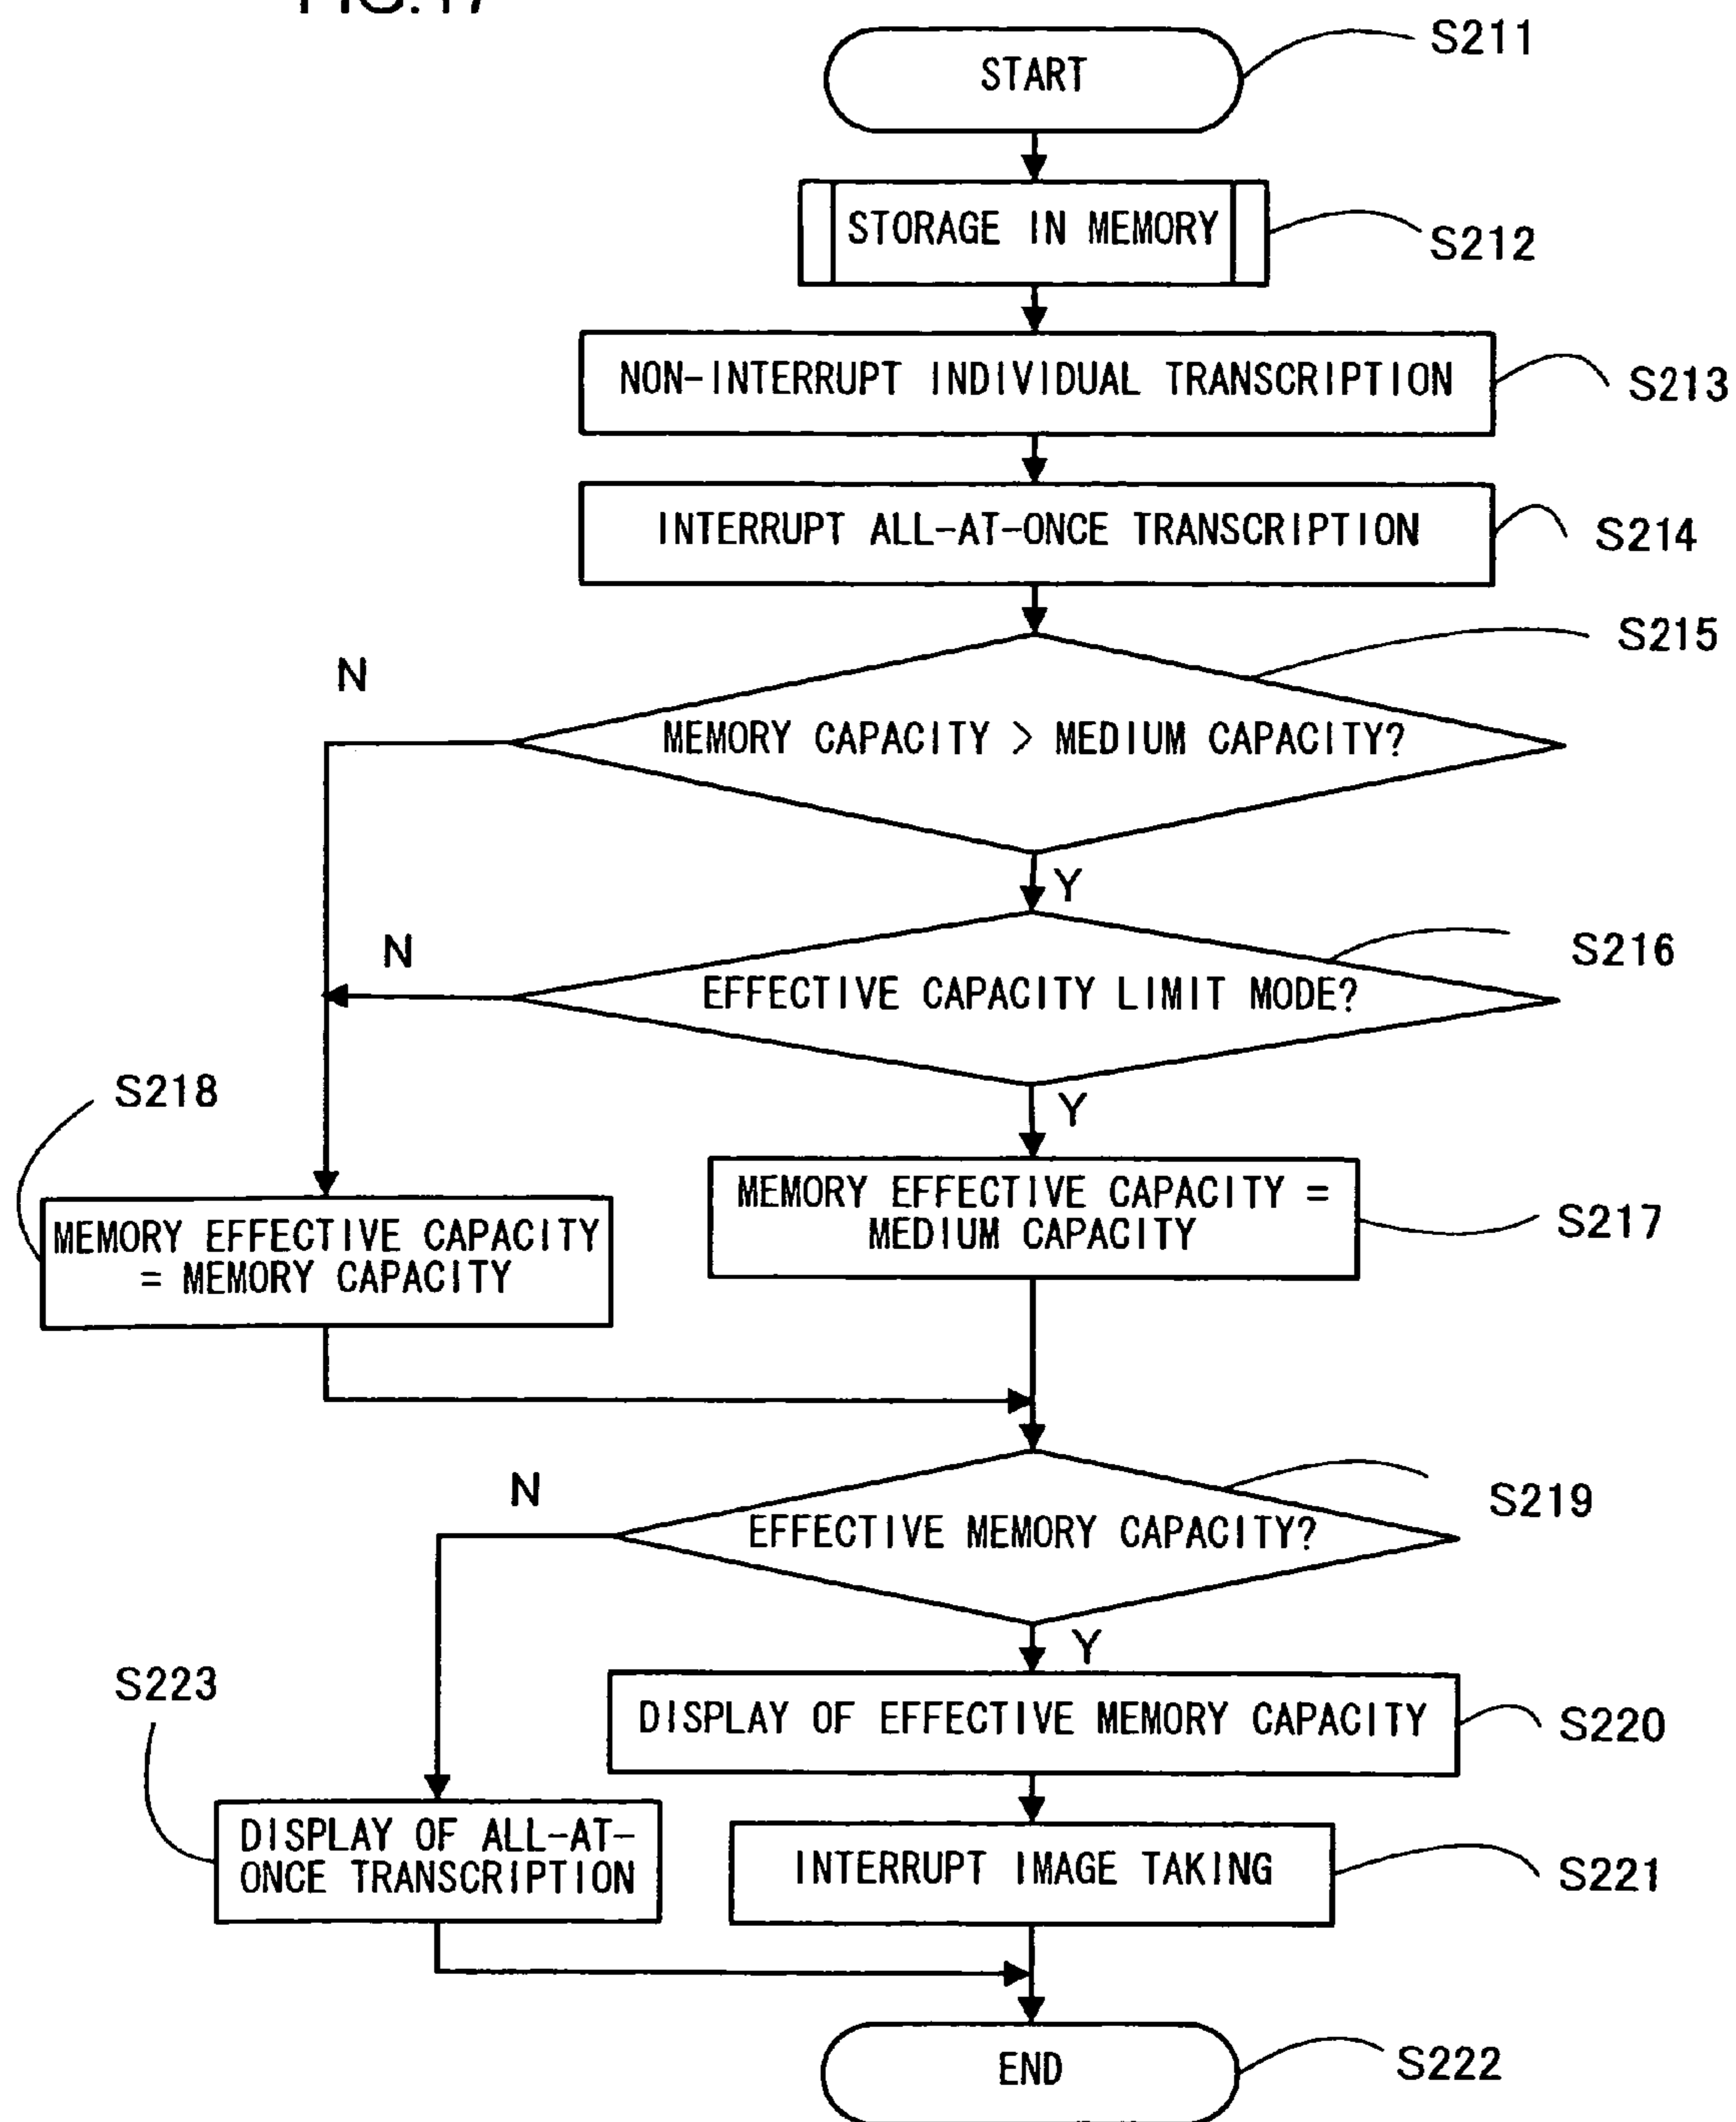 FIG.17
START
S211
STORAGE IN MEMORY
S212
NON-INTERRUPT INDIVIDUAL TRANSCRIPTION
S213
INTERRUPT ALL-AT-ONCE TRANSCRIPTION
S214
S215
N
MEMORY CAPACITY > MEDIUM CAPACITY?
Y
N
S216
EFFECTIVE CAPACITY LIMIT MODE?
S218
Y
MEMORY EFFECTIVE CAPACITY =
MEDIUM CAPACITY
S217
MEMORY EFFECTIVE CAPACITY
= MEMORY CAPACITY
N
S219
EFFECTIVE MEMORY CAPACITY?
Y
S223
DISPLAY OF EFFECTIVE MEMORY CAPACITY
S220
DISPLAY OF ALL-AT-
ONCE TRANSCRIPTION
INTERRUPT IMAGE TAKING
S221
END
S222